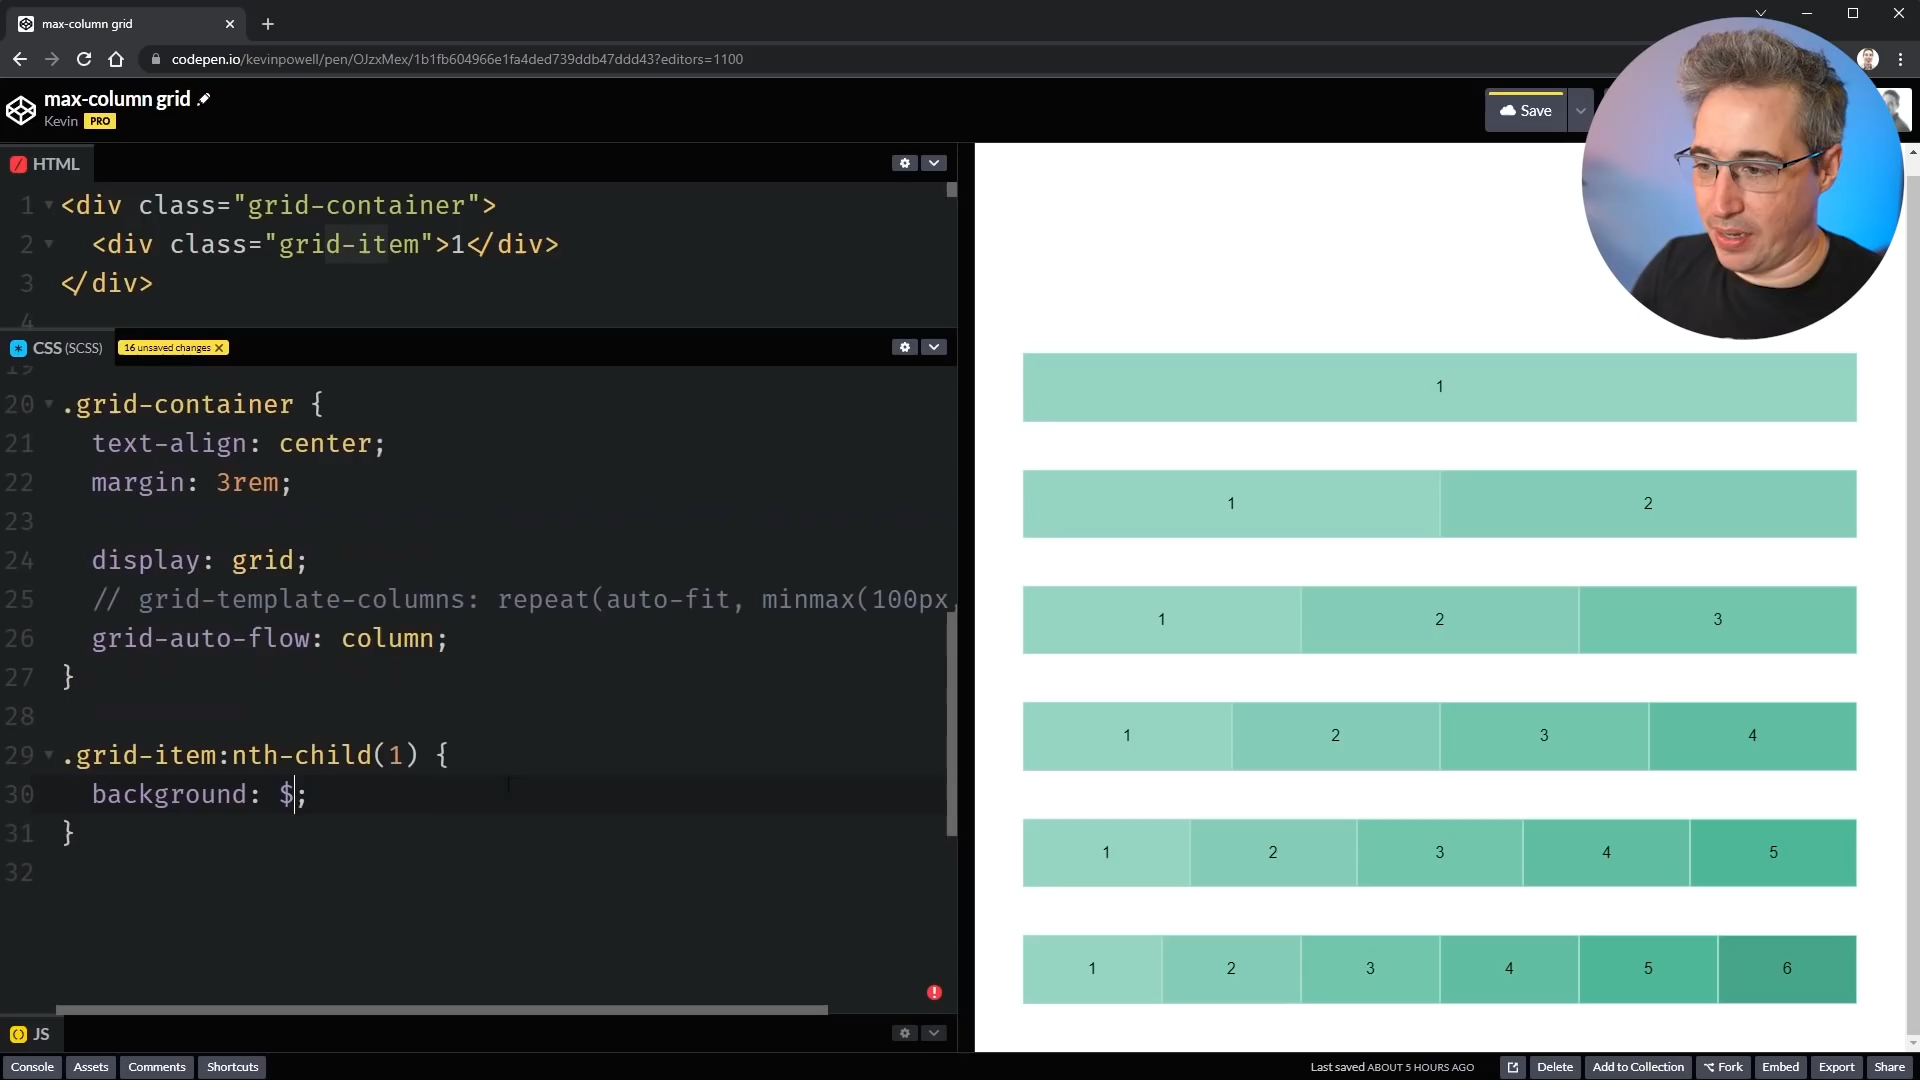 max-column grid
codepen.io/kevinpowell/pen/OJzxMex/1b1fb604966e1fa4ded739ddb47ddd43?editors=1100
max-column grid
Kevin PRO
Save
HTML
1 <div class="grid-container">
2 <div class="grid-item">1</div>
3 </div>
4
CSS (SCSS) 16 unsaved changes
19
20 .grid-container {
21 text-align: center;
22 margin: 3rem;
23
24 display: grid;
25 // grid-template-columns: repeat(auto-fit, minmax(100px,
26 grid-auto-flow: column;
27 }
28
29 .grid-item:nth-child(1) {
30 background: $;
31 }
32
JS
1
1 2
1 2 3
1 2 3 4
1 2 3 4 5
1 2 3 4 5 6
Console Assets Comments Shortcuts
Last saved ABOUT 5 HOURS AGO Delete Add to Collection Fork Embed Export Share